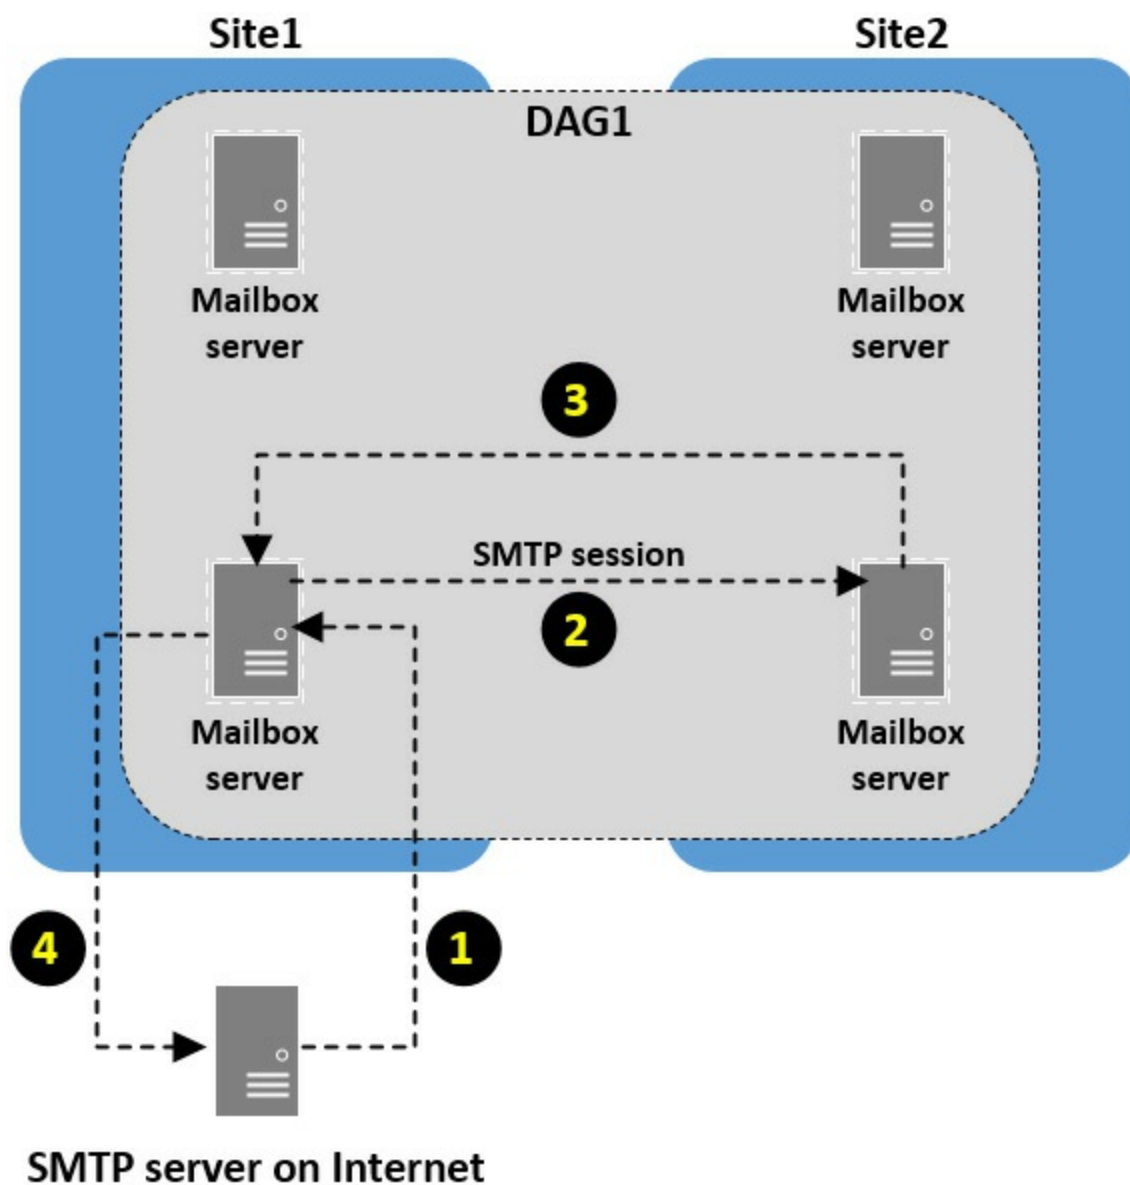 Site1
Site2
DAG1
Mailbox
server
Mailbox
server
3
SMTP session
2
Mailbox
server
Mailbox
server
4
1
SMTP server on Internet